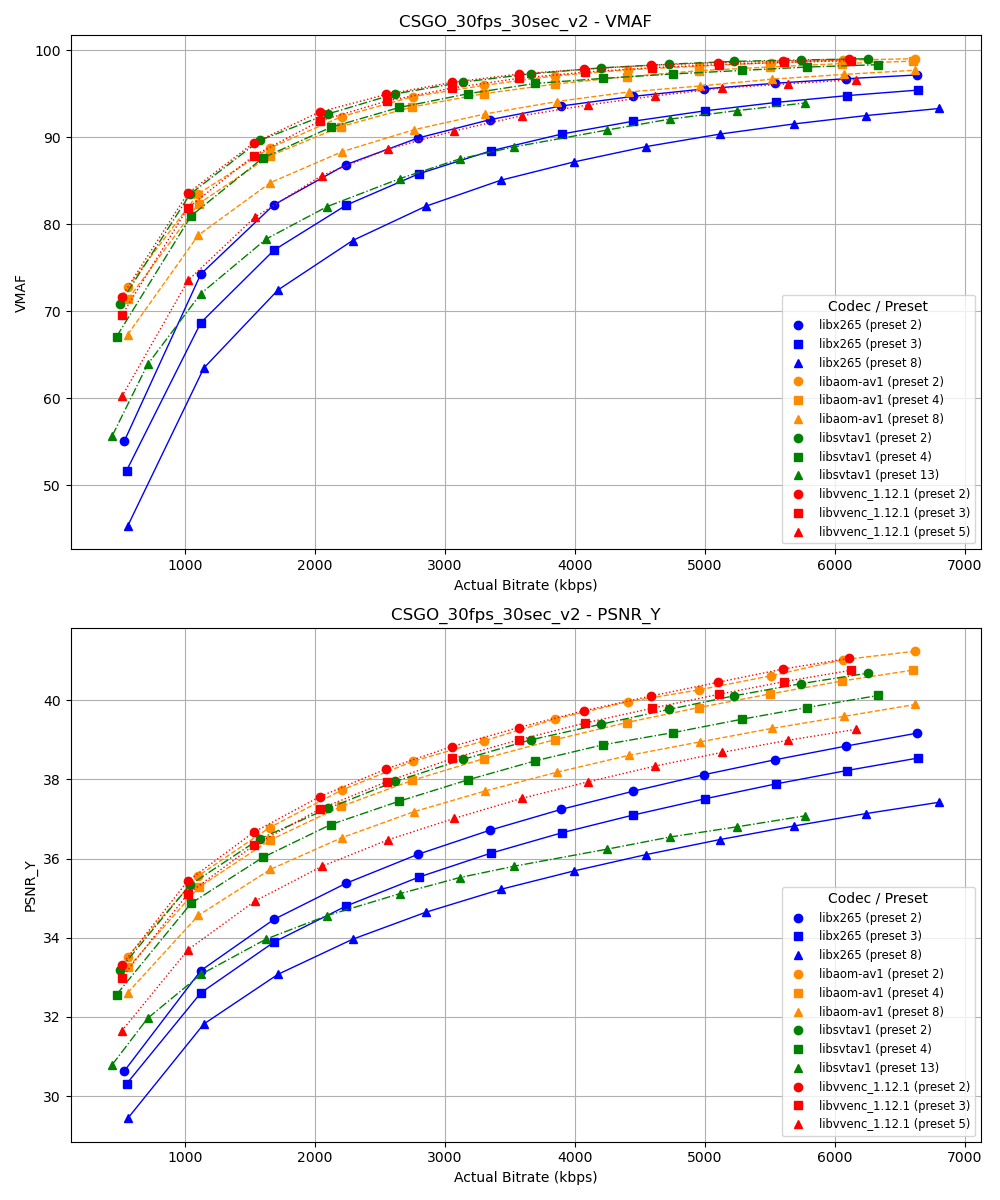 CSGO_30fps_30sec_v2 - VMAF
100
90
80
70
60
50
VMAF
1000 2000 3000 4000 5000 6000 7000
Actual Bitrate (kbps)
Codec / Preset
libx265 (preset 2)
libx265 (preset 3)
libx265 (preset 8)
libaom-av1 (preset 2)
libaom-av1 (preset 4)
libaom-av1 (preset 8)
libsvtav1 (preset 2)
libsvtav1 (preset 4)
libsvtav1 (preset 13)
libvvenc_1.12.1 (preset 2)
libvvenc_1.12.1 (preset 3)
libvvenc_1.12.1 (preset 5)
CSGO_30fps_30sec_v2 - PSNR_Y
40
38
36
34
32
30
PSNR_Y
1000 2000 3000 4000 5000 6000 7000
Actual Bitrate (kbps)
Codec / Preset
libx265 (preset 2)
libx265 (preset 3)
libx265 (preset 8)
libaom-av1 (preset 2)
libaom-av1 (preset 4)
libaom-av1 (preset 8)
libsvtav1 (preset 2)
libsvtav1 (preset 4)
libsvtav1 (preset 13)
libvvenc_1.12.1 (preset 2)
libvvenc_1.12.1 (preset 3)
libvvenc_1.12.1 (preset 5)